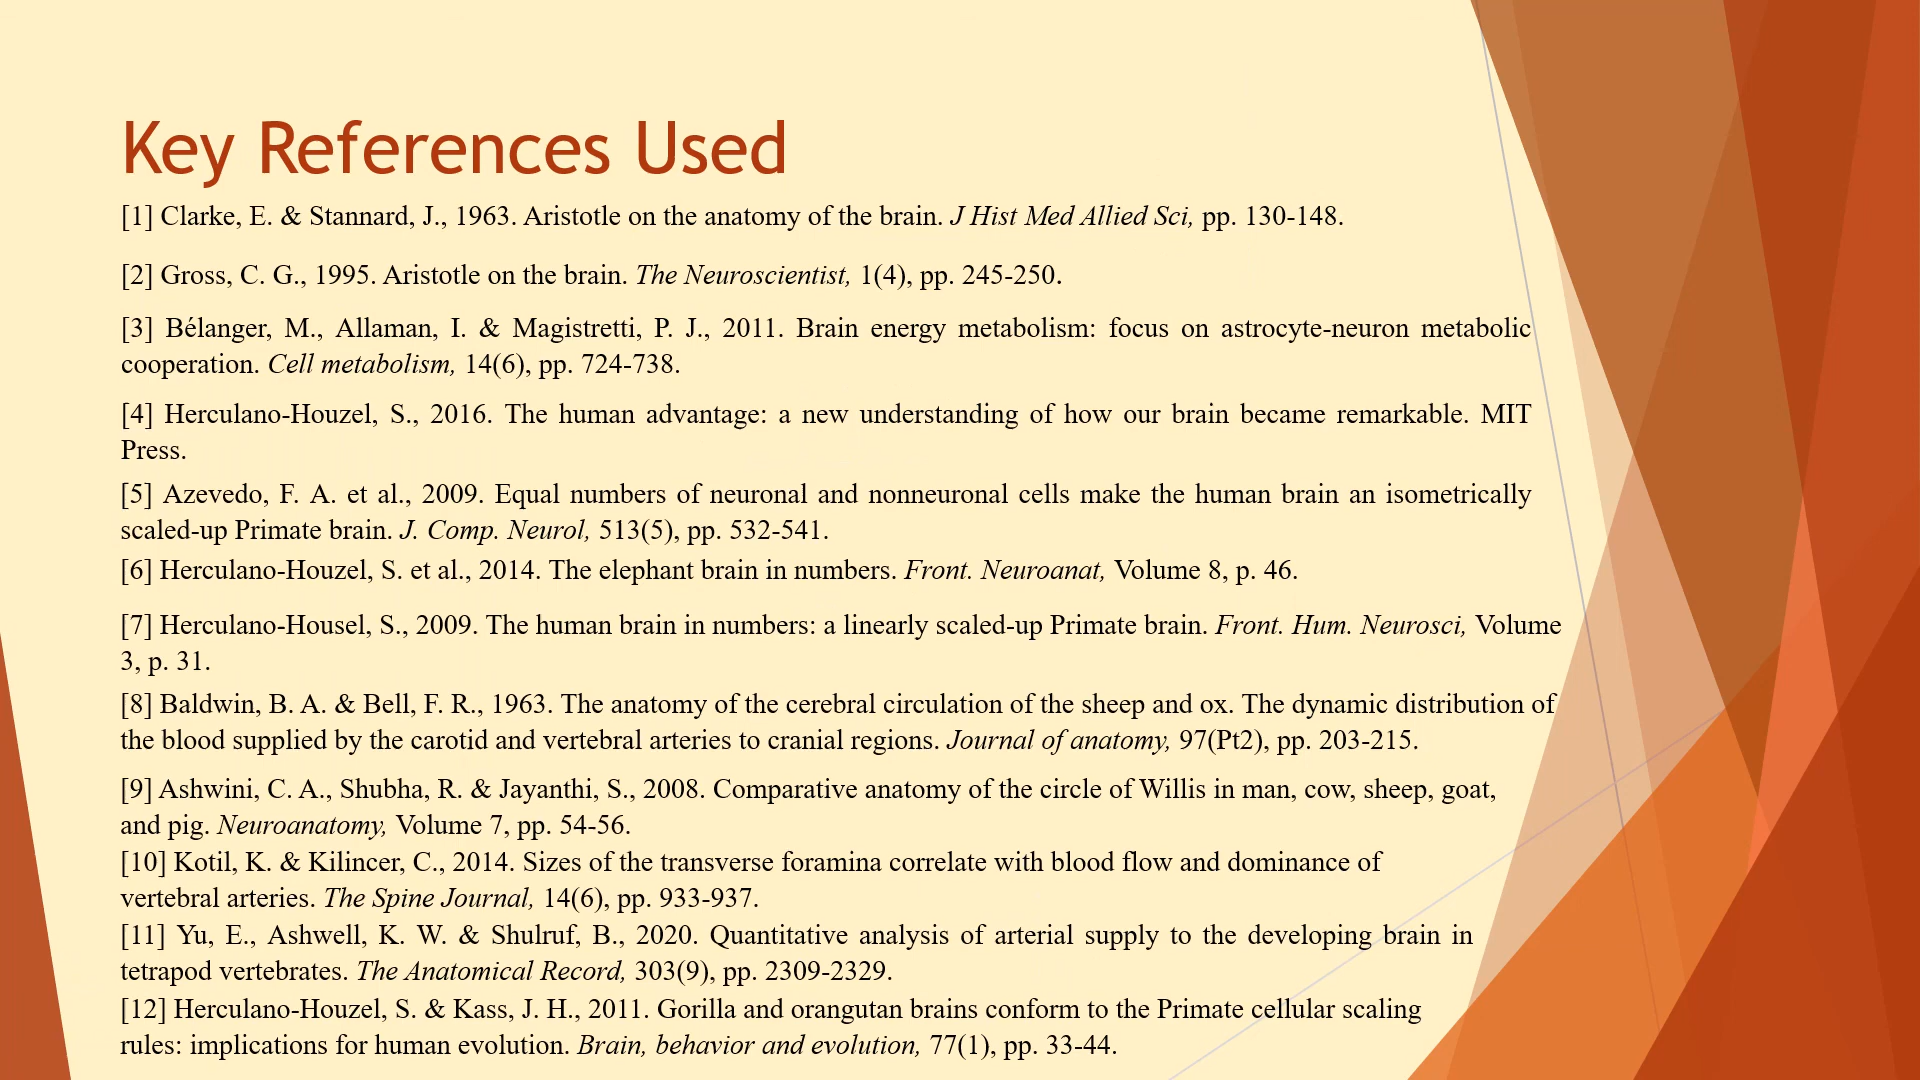 Key References Used
[1] Clarke, E. & Stannard, J., 1963. Aristotle on the anatomy of the brain. J Hist Med Allied Sci, pp. 130-148.
[2] Gross, C. G., 1995. Aristotle on the brain. The Neuroscientist, 1(4), pp. 245-250.
[3] Bélanger, M., Allaman, I. & Magistretti, P. J., 2011. Brain energy metabolism: focus on astrocyte-neuron metabolic
cooperation. Cell metabolism, 14(6), pp. 724-738.
[4] Herculano-Houzel, S., 2016. The human advantage: a new understanding of how our brain became remarkable. MIT
Press.
[5] Azevedo, F. A. et al., 2009. Equal numbers of neuronal and nonneuronal cells make the human brain an isometrically
scaled-up Primate brain. J. Comp. Neurol, 513(5), pp. 532-541.
[6] Herculano-Houzel, S. et al., 2014. The elephant brain in numbers. Front. Neuroanat, Volume 8, p. 46.
[7] Herculano-Housel, S., 2009. The human brain in numbers: a linearly scaled-up Primate brain. Front. Hum. Neurosci, Volume
3, p. 31.
[8] Baldwin, B. A. & Bell, F. R., 1963. The anatomy of the cerebral circulation of the sheep and ox. The dynamic distribution of
the blood supplied by the carotid and vertebral arteries to cranial regions. Journal of anatomy, 97(Pt2), pp. 203-215.
[9] Ashwini, C. A., Shubha, R. & Jayanthi, S., 2008. Comparative anatomy of the circle of Willis in man, cow, sheep, goat,
and pig. Neuroanatomy, Volume 7, pp. 54-56.
[10] Kotil, K. & Kilincer, C., 2014. Sizes of the transverse foramina correlate with blood flow and dominance of
vertebral arteries. The Spine Journal, 14(6), pp. 933-937.
[11] Yu, E., Ashwell, K. W. & Shulruf, B., 2020. Quantitative analysis of arterial supply to the developing brain in
tetrapod vertebrates. The Anatomical Record, 303(9), pp. 2309-2329.
[12] Herculano-Houzel, S. & Kass, J. H., 2011. Gorilla and orangutan brains conform to the Primate cellular scaling
rules: implications for human evolution. Brain, behavior and evolution, 77(1), pp. 33-44.